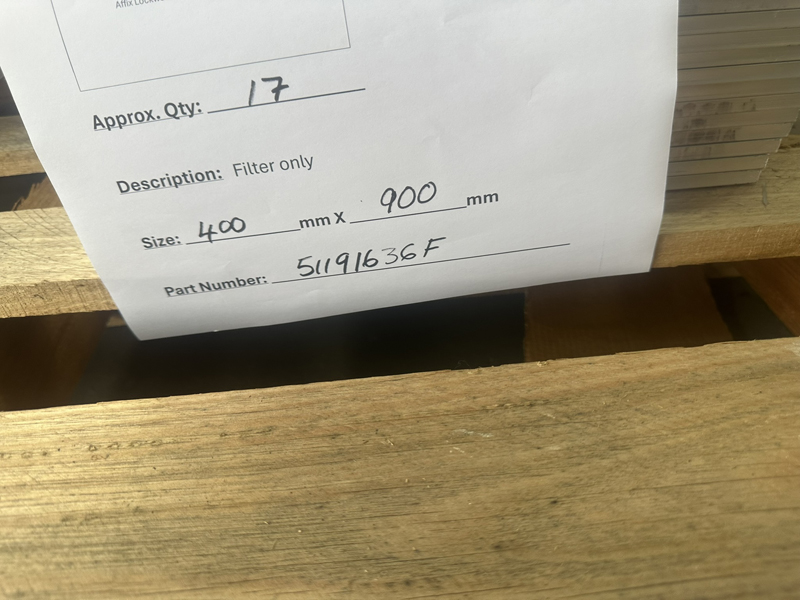 Approx. Qty: 17
Description: Filter only
Size: 400 mm X 900 mm
Part Number: 51191636F